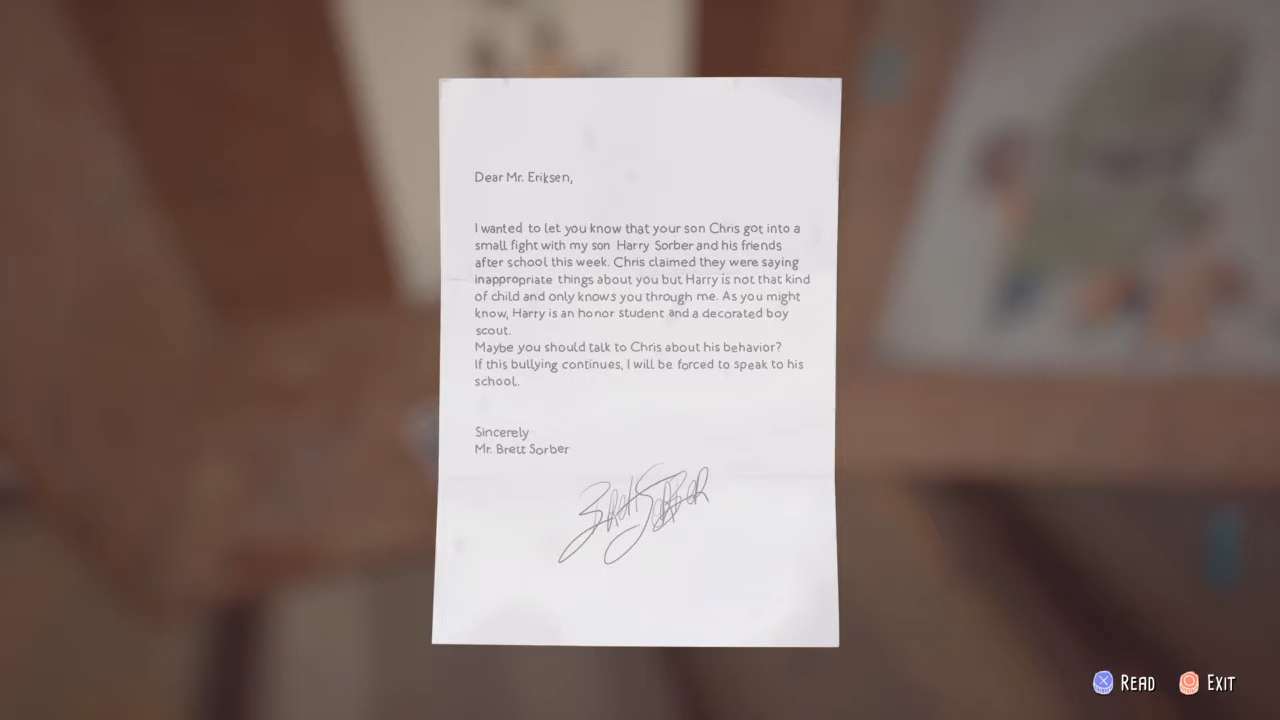 Dear Mr. Eriksen,
I wanted to let you know that your son Chris got into a
small fight with my son Harry Sorber and his friends
after school this week. Chris claimed they were saying
inappropriate things about you but Harry is not that kind
of child and only knows you through me. As you might
know, Harry is an honor student and a decorated boy
scout.
Maybe you should talk to Chris about his behavior?
If this bullying continues, I will be forced to speak to his
school.
Sincerely
Mr. Brett Sorber
Brett Sorber
READ EXIT